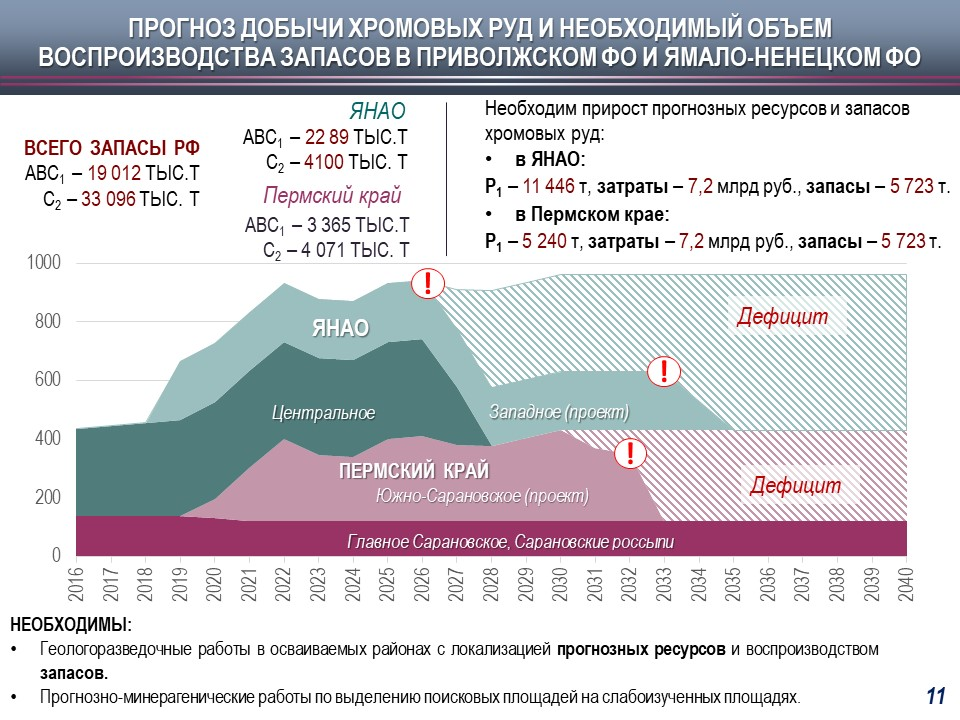 ПРОГНОЗ ДОБЫЧИ ХРОМОВЫХ РУД И НЕОБХОДИМЫЙ ОБЪЕМ
ВОСПРОИЗВОДСТВА ЗАПАСОВ В ПРИВОЛЖСКОМ ФО И ЯМАЛО-НЕНЕЦКОМ ФО
ВСЕГО ЗАПАСЫ РФ
АВС₁ – 19 012 ТЫС.Т
С₂ – 33 096 ТЫС. Т
ЯНАО
АВС₁ – 22 89 ТЫС.Т
С₂ – 4100 ТЫС. Т
Пермский край
АВС₁ – 3 365 ТЫС.Т
С₂ – 4 071 ТЫС. Т
Необходим прирост прогнозных ресурсов и запасов
хромовых руд:
• в ЯНАО:
Р₁ – 11 446 т, затраты – 7,2 млрд руб., запасы – 5 723 т.
• в Пермском крае:
Р₁ – 5 240 т, затраты – 7,2 млрд руб., запасы – 5 723 т.
1000
800
600
400
200
0
!
ЯНАО
Дефицит
!
Центральное
Западное (проект)
!
ПЕРМСКИЙ КРАЙ
Южно-Сарановское (проект)
Дефицит
Главное Сарановское, Сарановские россыпи
2016
2017
2018
2019
2020
2021
2022
2023
2024
2025
2026
2027
2028
2029
2030
2031
2032
2033
2034
2035
2036
2037
2038
2039
2040
НЕОБХОДИМЫ:
• Геологоразведочные работы в осваиваемых районах с локализацией прогнозных ресурсов и воспроизводством
запасов.
• Прогнозно-минерагенические работы по выделению поисковых площадей на слабоизученных площадях.
11